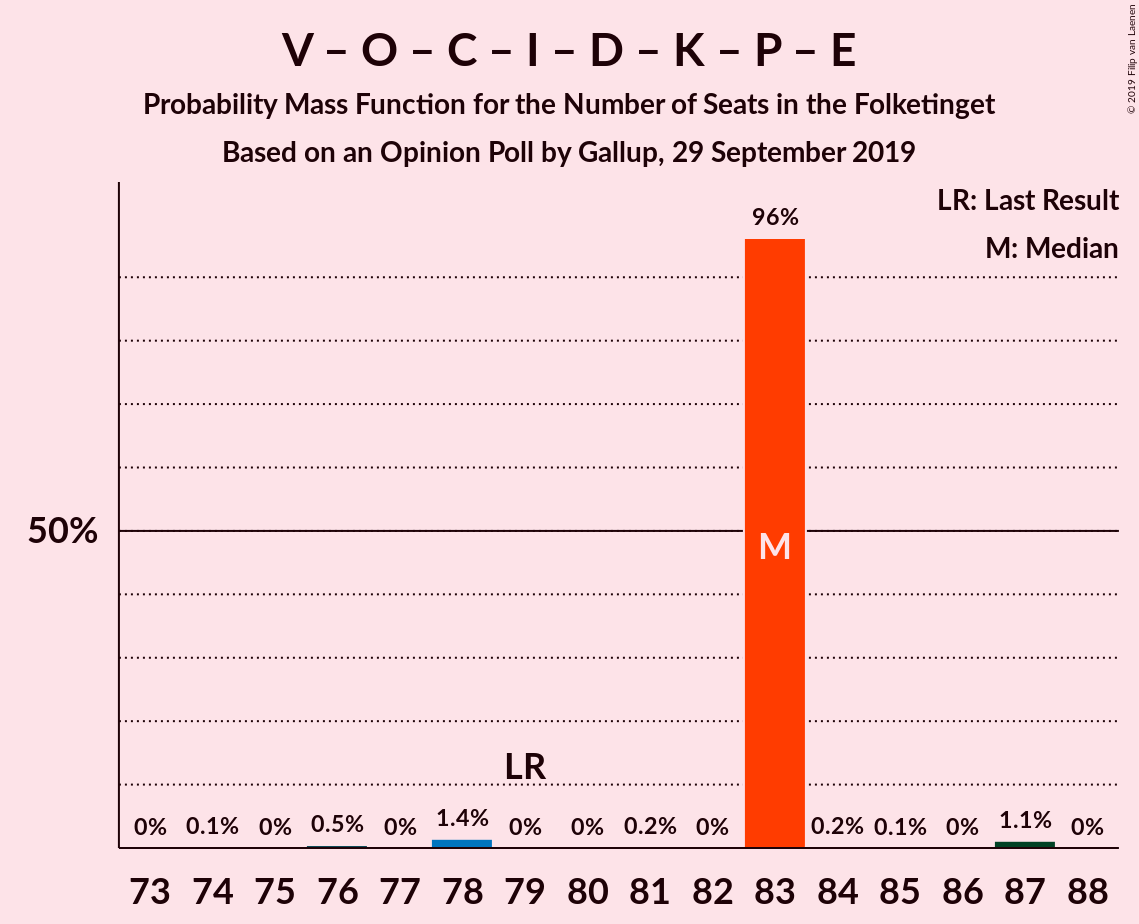 V – O – C – I – D – K – P – E
Probability Mass Function for the Number of Seats in the Folketinget
Based on an Opinion Poll by Gallup, 29 September 2019
© 2019 Filip van Laenen
LR: Last Result
M: Median
96%
50%
M
LR
0% 0.1% 0% 0.5% 0% 1.4% 0% 0% 0.2% 0% 0.2% 0.1% 0% 1.1% 0%
73 74 75 76 77 78 79 80 81 82 83 84 85 86 87 88